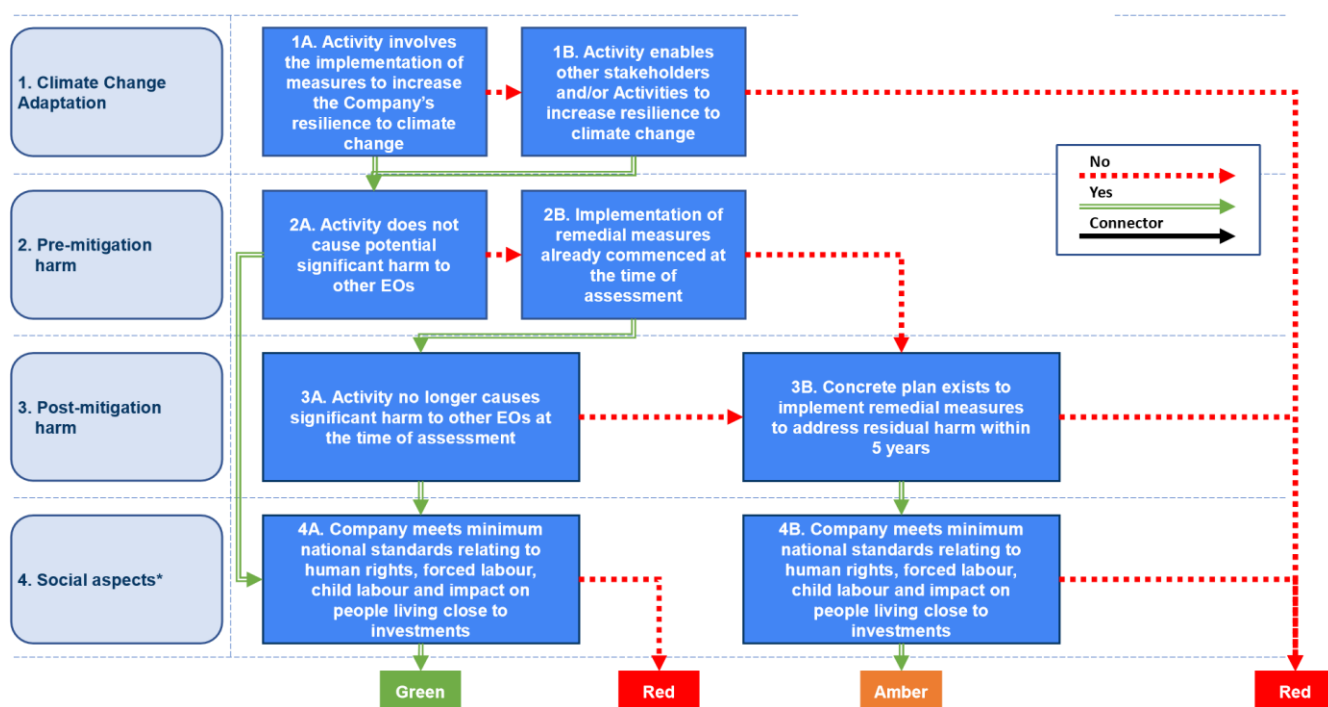 1. Climate Change
Adaptation
1A. Activity involves
the implementation of
measures to increase
the Company's
resilience to climate
change
1B. Activity enables
other stakeholders
and/or Activities to
increase resilience to
climate change
No
Yes
Connector
2. Pre-mitigation
harm
2A. Activity does not
cause potential
significant harm to
other EOs
2B. Implementation of
remedial measures
already commenced at
the time of
assessment
3. Post-mitigation
harm
3A. Activity no longer causes
significant harm to other EOs at
the time of assessment
3B. Concrete plan exists to
implement remedial measures
to address residual harm within
5 years
4. Social aspects*
4A. Company meets minimum
national standards relating to
human rights, forced labour,
child labour and impact on
people living close to
investments
4B. Company meets minimum
national standards relating to
human rights, forced labour,
child labour and impact on
people living close to
investments
Green
Red
Amber
Red